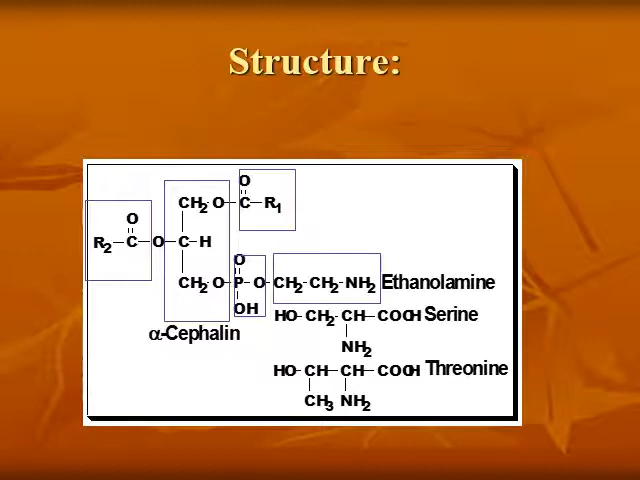 Structure:
O
CH2 O C R1
O
R2 C O C H
O
CH2 O P O CH2 CH2 NH2 Ethanolamine
OH
HO CH2 CH COOH Serine
α-Cephalin
NH2
HO CH CH COOH Threonine
CH3 NH2